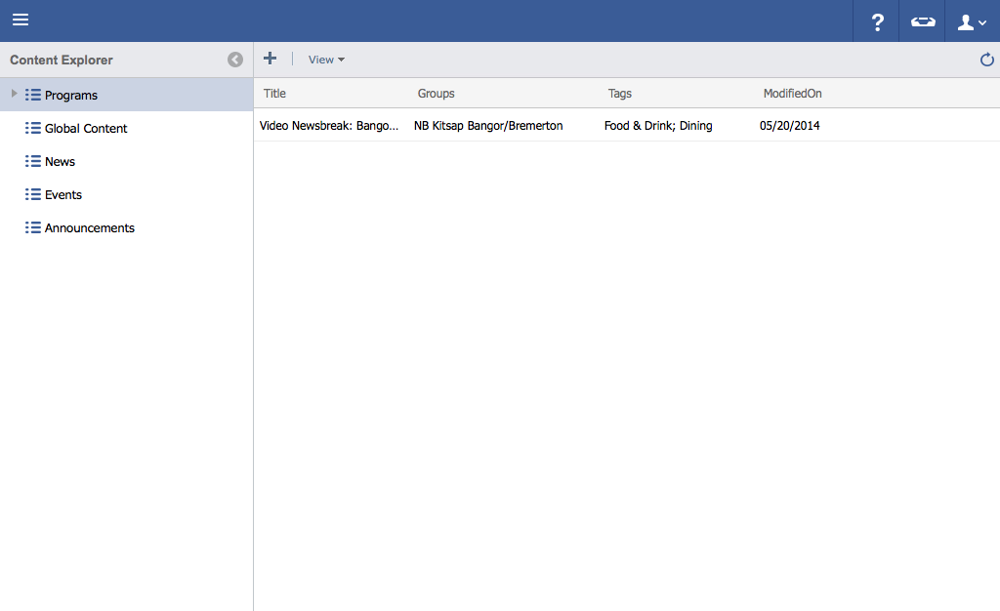 ?
Content Explorer
View
Title Groups Tags ModifiedOn
Programs
Video Newsbreak: Bango... NB Kitsap Bangor/Bremerton Food & Drink; Dining 05/20/2014
Global Content
News
Events
Announcements